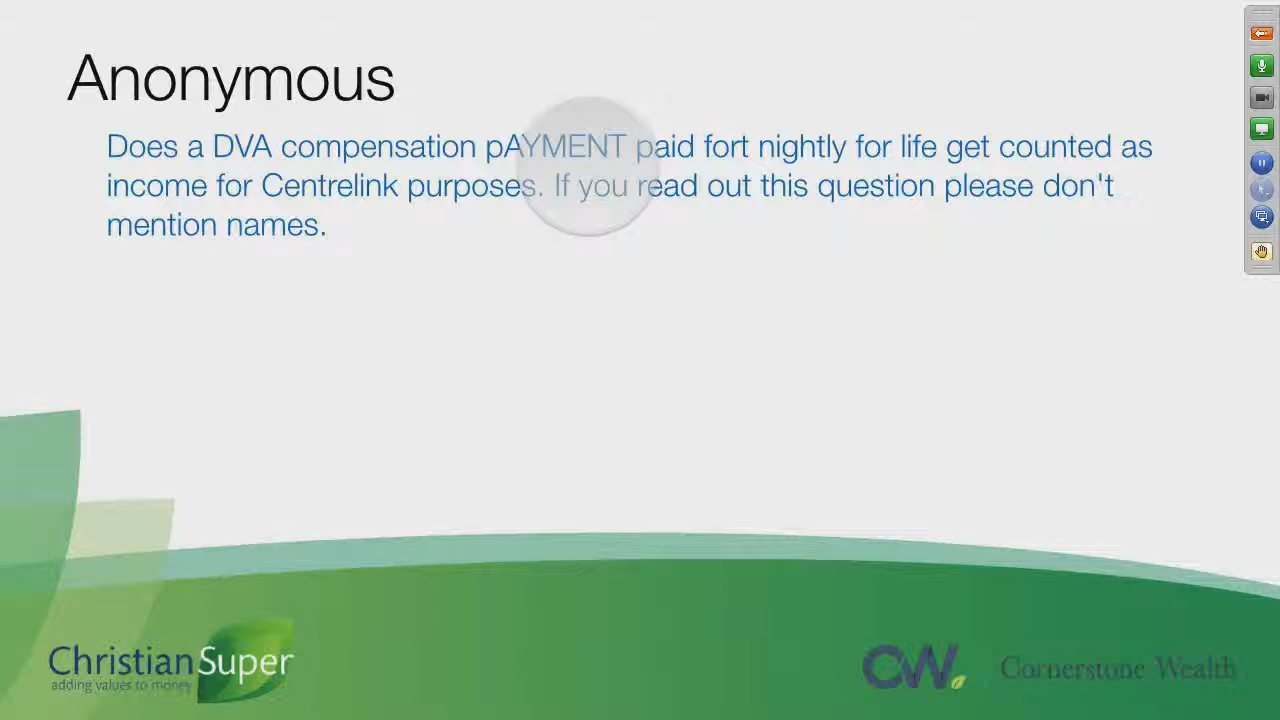 Anonymous
Does a DVA compensation pAYMENT paid fort nightly for life get counted as
income for Centrelink purposes. If you read out this question please don't
mention names.
Christian Super
adding values to money
CW.
Cornerstone Wealth